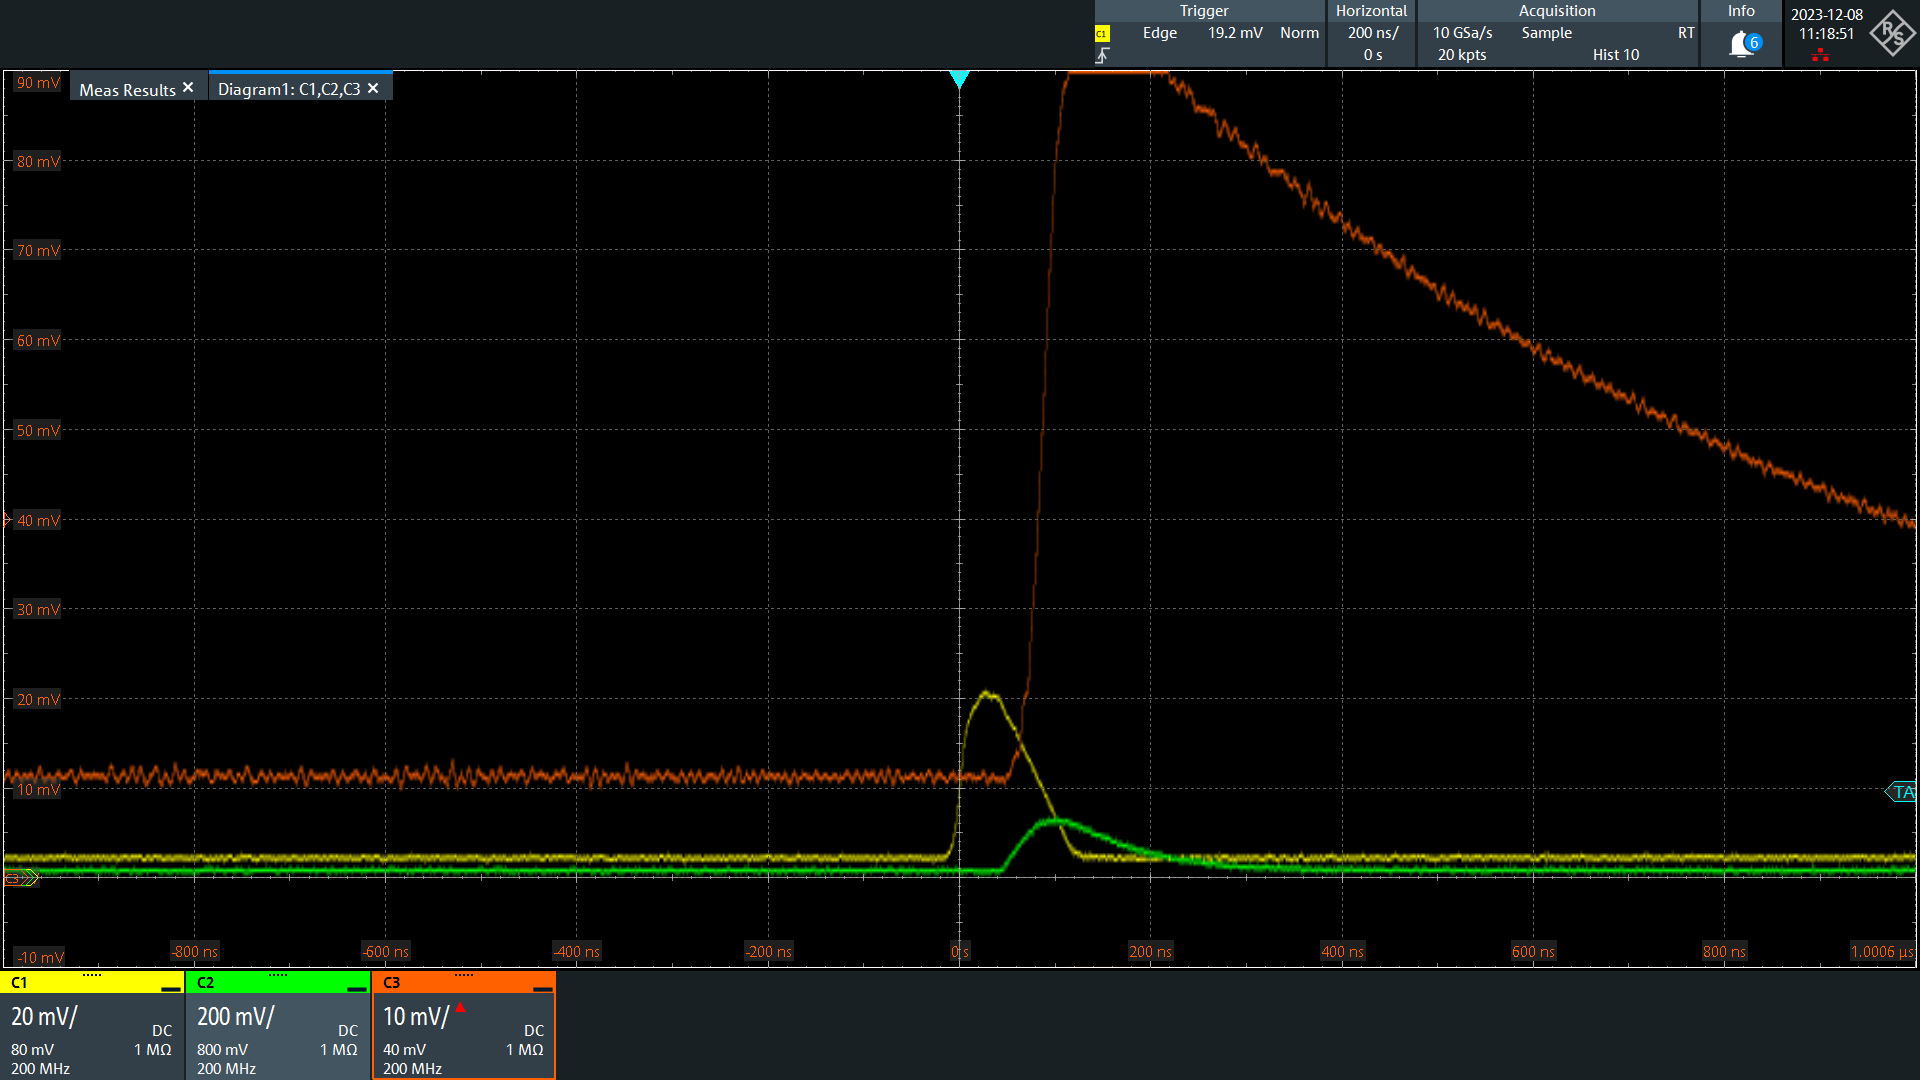 Trigger
C1 Edge 19.2 mV Norm
Horizontal
200 ns/
0 s
Acquisition
10 GSa/s Sample RT
20 kpts Hist 10
Info
6
2023-12-08
11:18:51
R S
Meas Results ✕
Diagram1: C1,C2,C3 ✕
90 mV
80 mV
70 mV
60 mV
50 mV
40 mV
30 mV
20 mV
10 mV
TA
C3
-10 mV
-800 ns
-600 ns
-400 ns
-200 ns
0 s
200 ns
400 ns
600 ns
800 ns
1.0006 µs
C1
20 mV/
DC
80 mV 1 MΩ
200 MHz
C2
200 mV/
DC
800 mV 1 MΩ
200 MHz
C3
10 mV/
DC
40 mV 1 MΩ
200 MHz